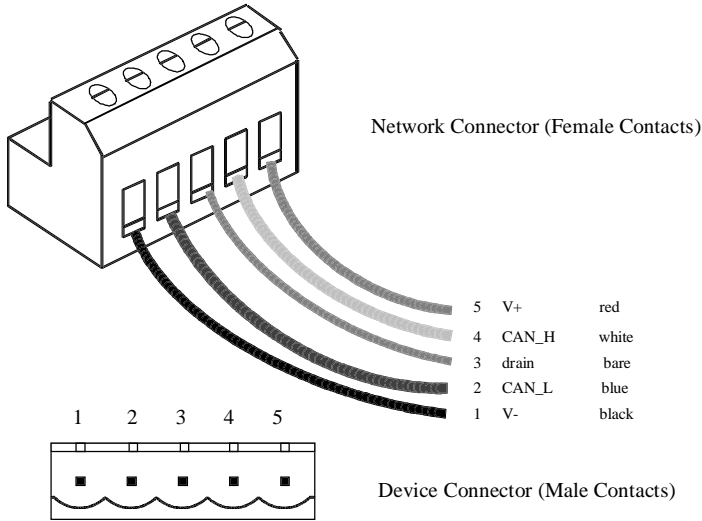 Network Connector (Female Contacts)
5 V+ red
4 CAN_H white
3 drain bare
2 CAN_L blue
1 V- black
1 2 3 4 5
Device Connector (Male Contacts)